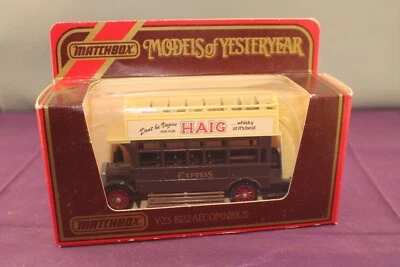 MATCHBOX
MODELS of YESTERYEAR
Don't be Vague
ASK FOR
HAIG
...whisky
at it's best
EXPRESS
MATCHBOX
Y23 1922 AEC OMNIBUS